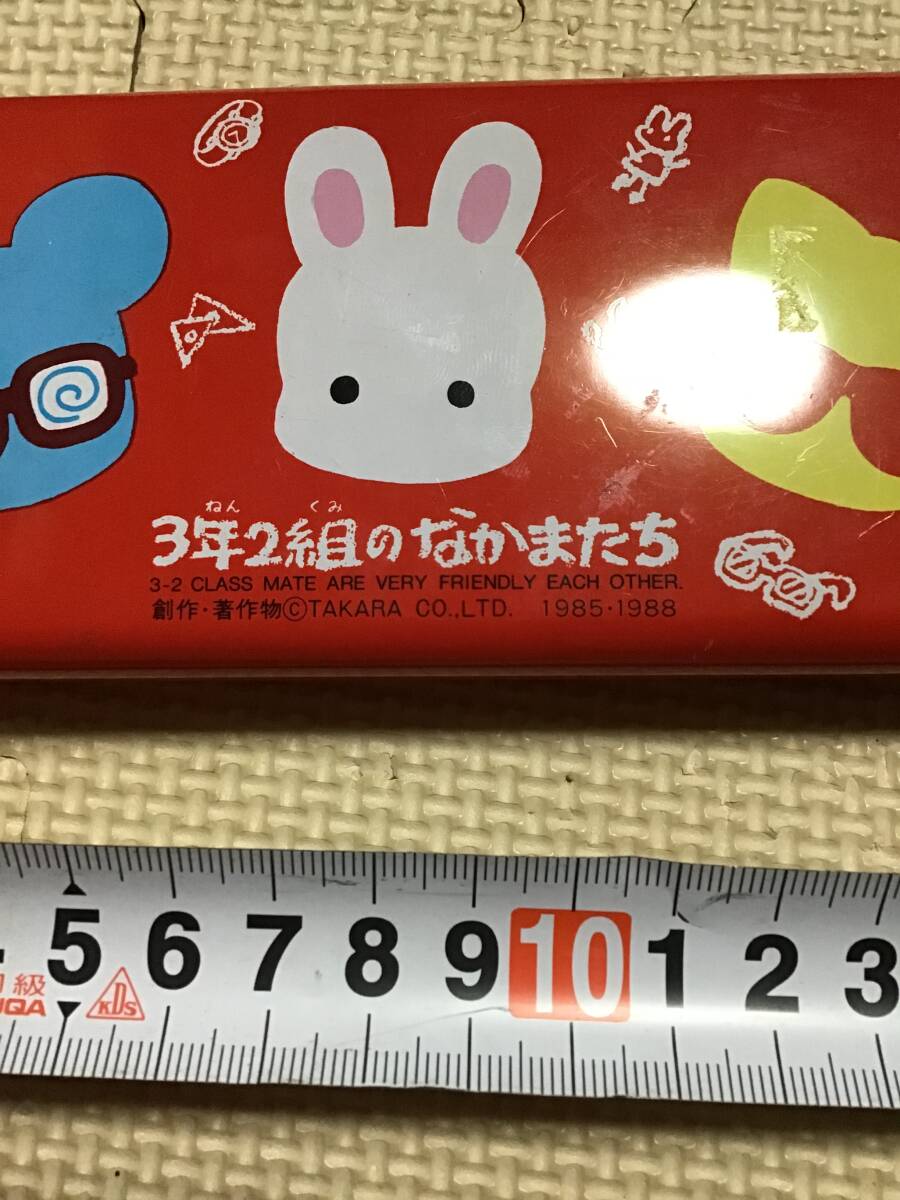 ねん くみ
3年2組のなかまたち
3-2 CLASS MATE ARE VERY FRIENDLY EACH OTHER.
創作・著作物©TAKARA CO.,LTD. 1985・1988
5 6 7 8 9 10 1 2 3
級 KDS